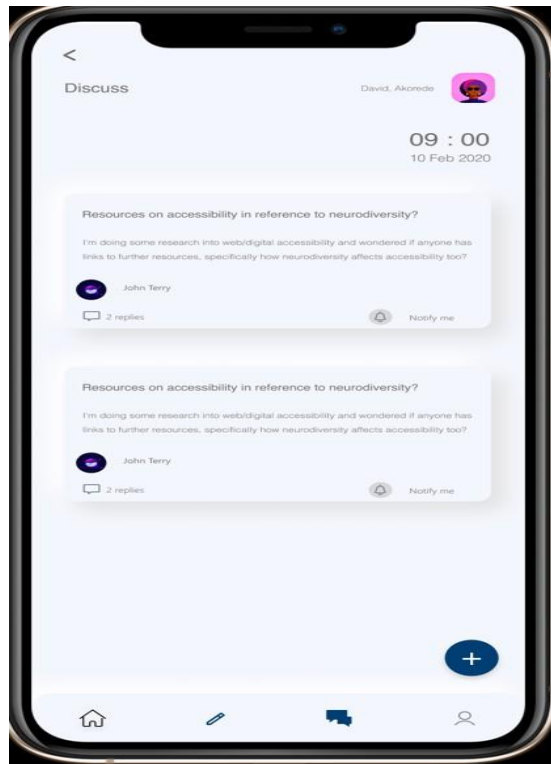 <
Discuss
David, Akorede
09 : 00
10 Feb 2020
Resources on accessibility in reference to neurodiversity?
I'm doing some research into web/digital accessibility and wondered if anyone has
links to further resources, specifically how neurodiversity affects accessibility too?
John Terry
2 replies
Notify me
Resources on accessibility in reference to neurodiversity?
I'm doing some research into web/digital accessibility and wondered if anyone has
links to further resources, specifically how neurodiversity affects accessibility too?
John Terry
2 replies
Notify me
+